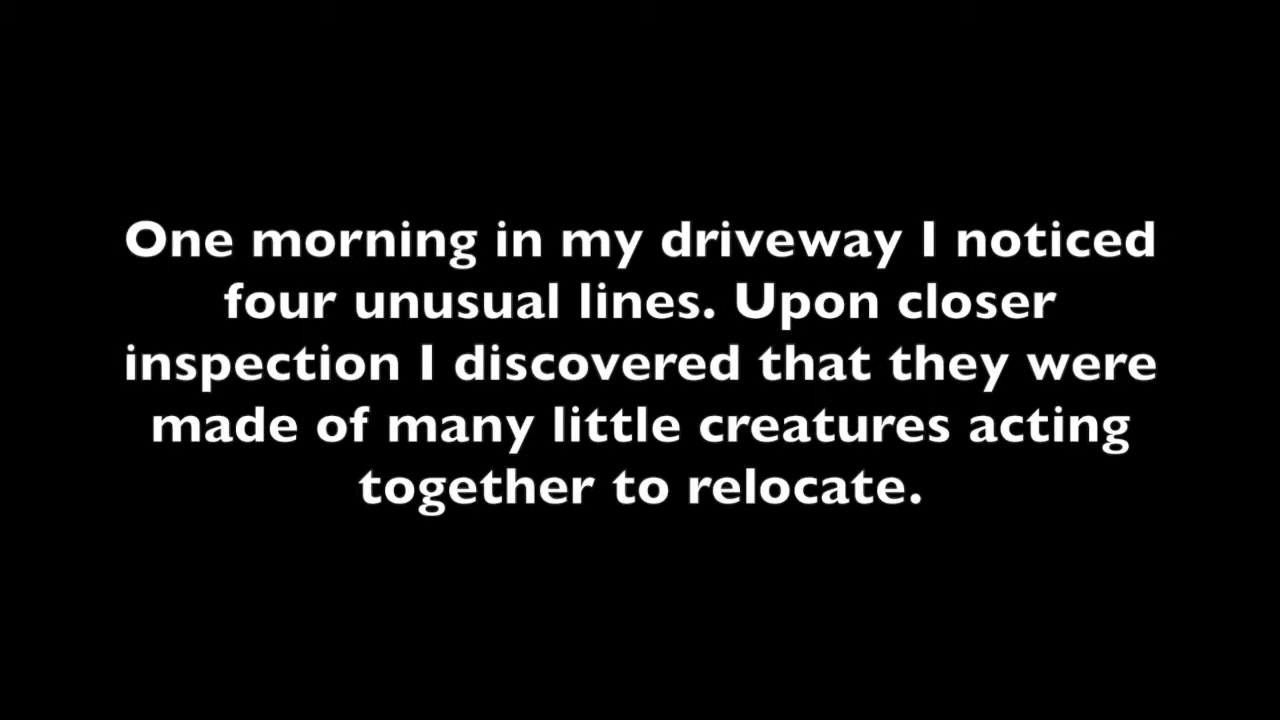 One morning in my driveway I noticed
four unusual lines. Upon closer
inspection I discovered that they were
made of many little creatures acting
together to relocate.